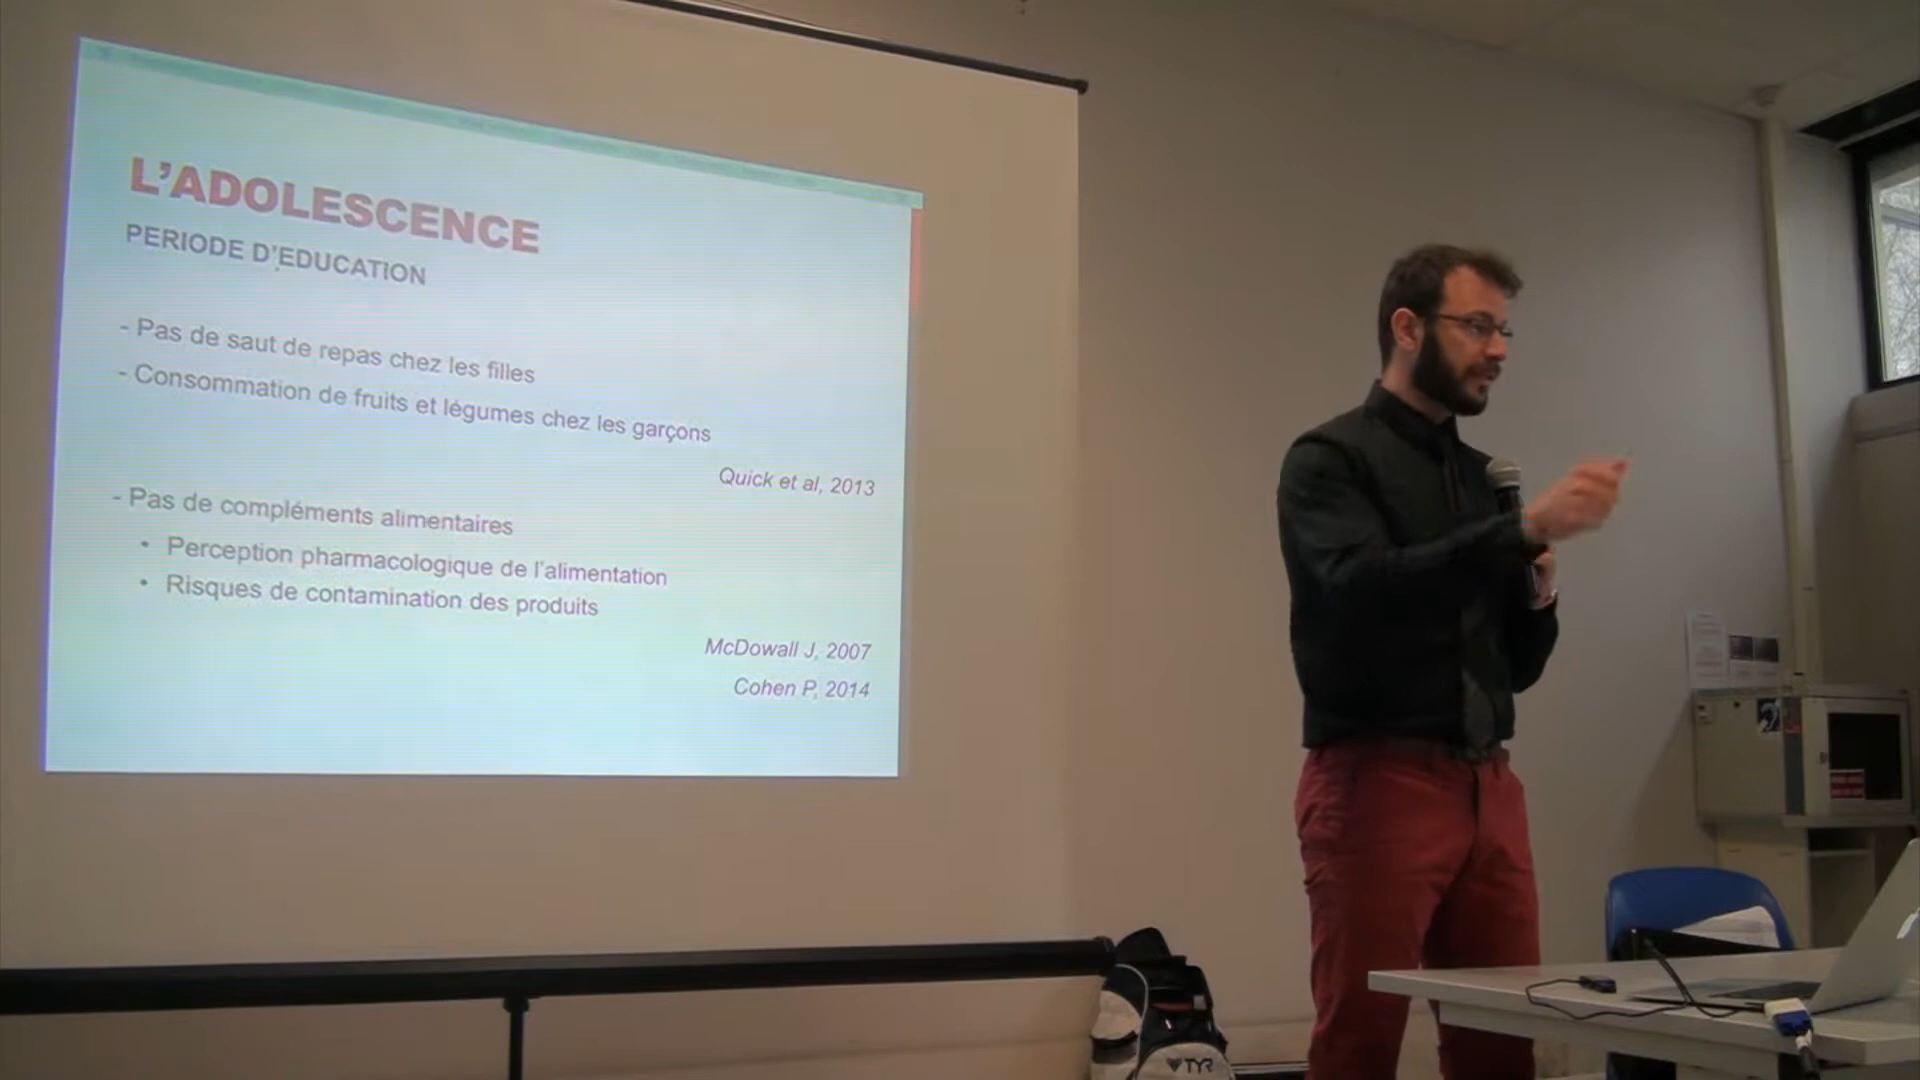 L'ADOLESCENCE
PERIODE D'EDUCATION
- Pas de saut de repas chez les filles
- Consommation de fruits et légumes chez les garçons
Quick et al, 2013
- Pas de compléments alimentaires
• Perception pharmacologique de l'alimentation
• Risques de contamination des produits
McDowall J, 2007
Cohen P, 2014
TYR